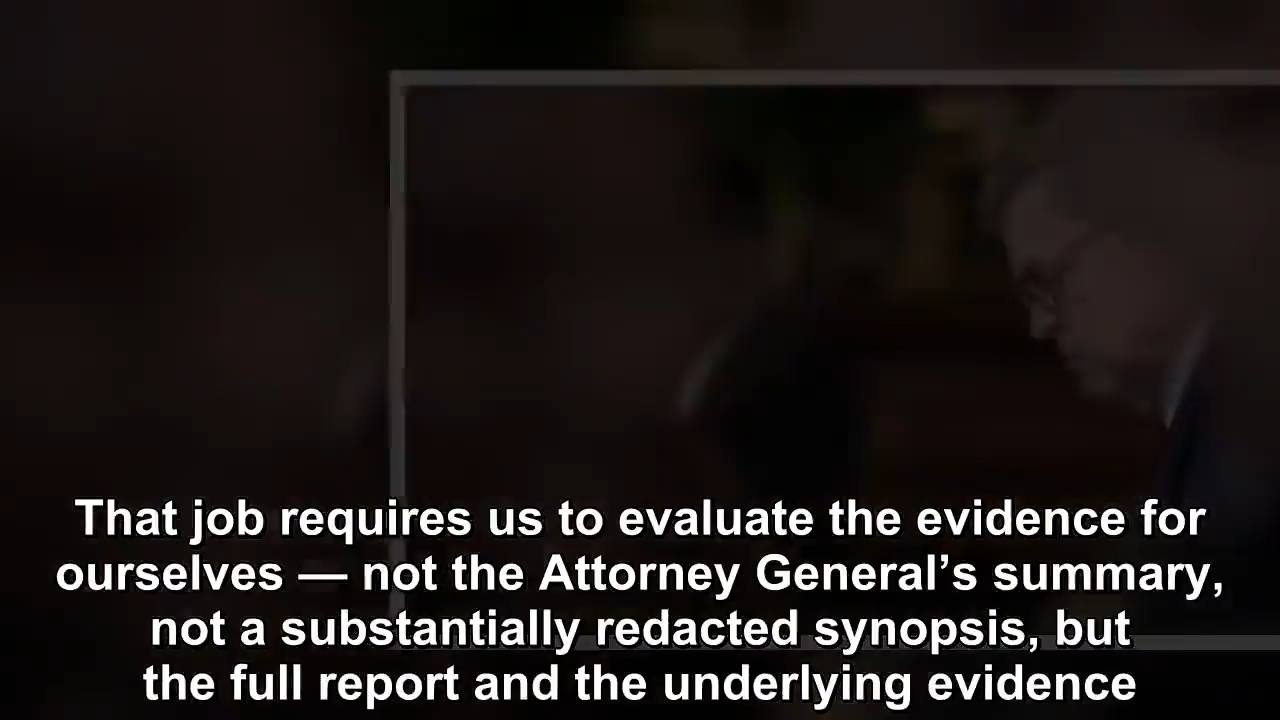 That job requires us to evaluate the evidence for
ourselves — not the Attorney General’s summary,
not a substantially redacted synopsis, but
the full report and the underlying evidence